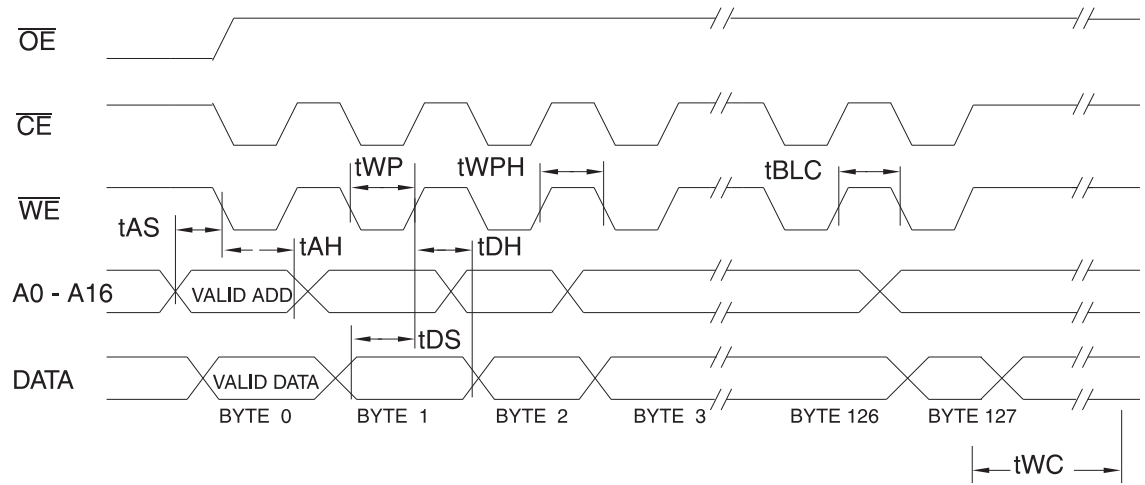 OE
CE
tWP
tWPH
tBLC
WE
tAS
tAH
tDH
A0 - A16
VALID ADD
tDS
DATA
VALID DATA
BYTE 0
BYTE 1
BYTE 2
BYTE 3
BYTE 126
BYTE 127
tWC